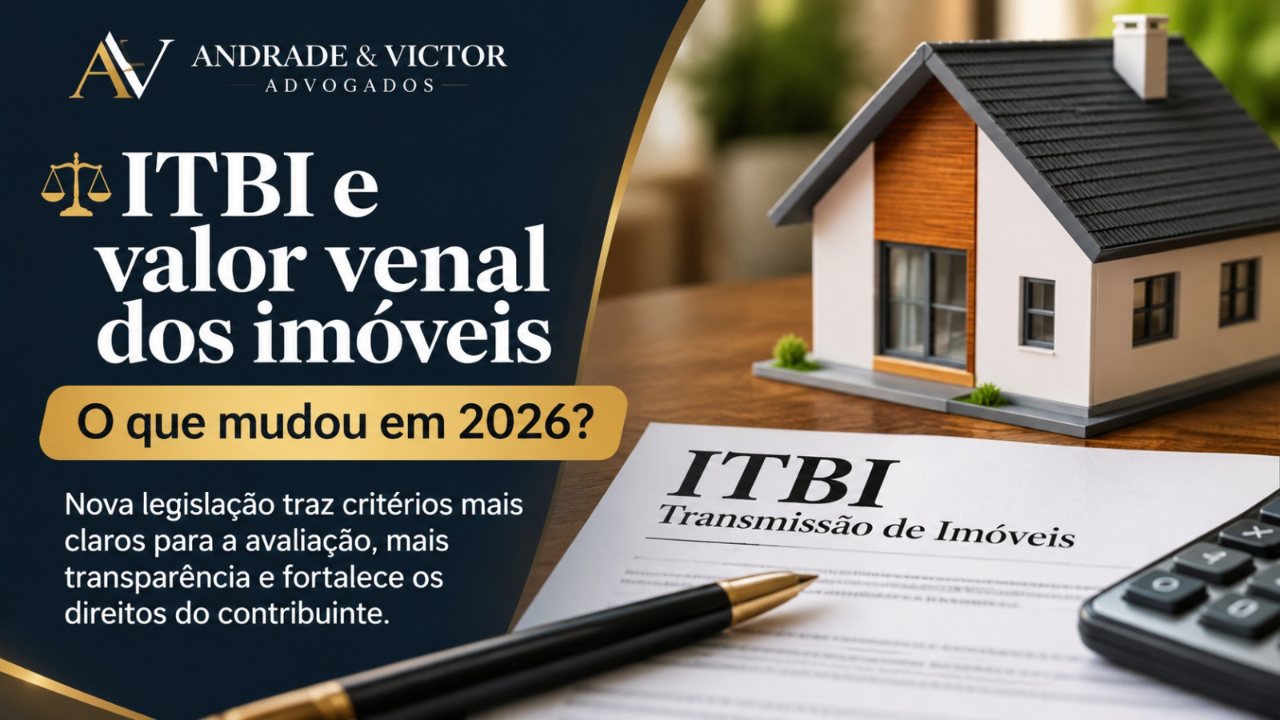 AV ANDRADE & VICTOR
ADVOGADOS
ITBI e
valor venal
dos imóveis
O que mudou em 2026?
Nova legislação traz critérios mais
claros para a avaliação, mais
transparência e fortalece os
direitos do contribuinte.
ITBI
Transmissão de Imóveis